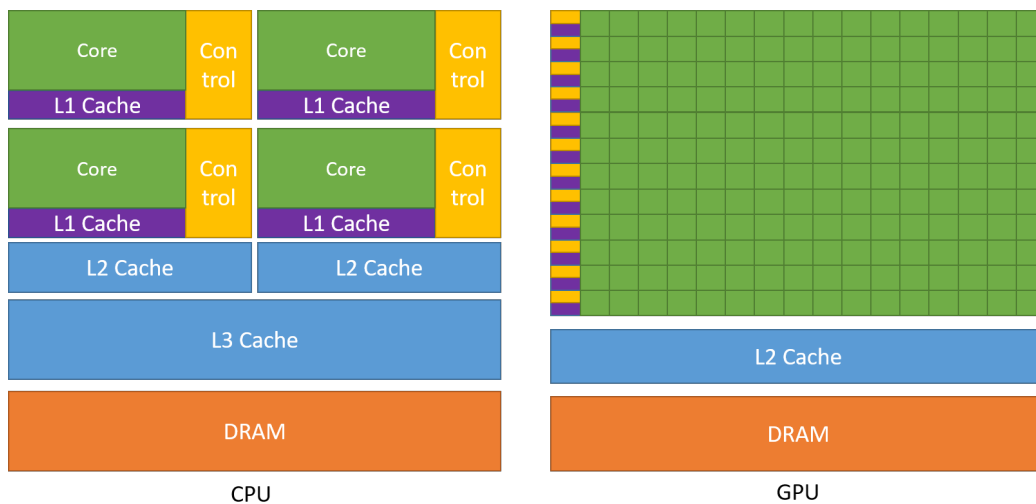 Core
Con
trol
Core
Con
trol
L1 Cache
L1 Cache
Core
Con
trol
Core
Con
trol
L1 Cache
L1 Cache
L2 Cache
L2 Cache
L3 Cache
DRAM
CPU
L2 Cache
DRAM
GPU